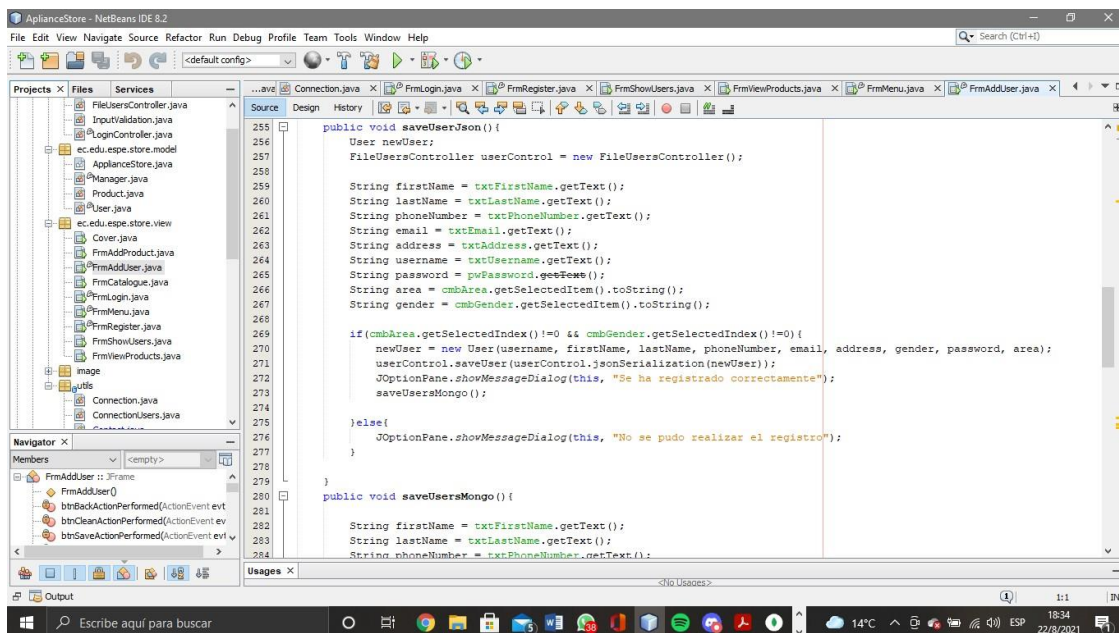 AplianceStore - NetBeans IDE 8.2
File Edit View Navigate Source Refactor Run Debug Profile Team Tools Window Help
Search (Ctrl+I)
<default config>
Projects Files Services
...ava Connection.java FrmLogin.java FrmRegister.java FrmShowUsers.java FrmViewProducts.java FrmMenu.java FrmAddUser.java
Source Design History
FileUsersController.java
InputValidation.java
LoginController.java
ec.edu.espe.store.model
ApplianceStore.java
Manager.java
Product.java
User.java
ec.edu.espe.store.view
Cover.java
FrmAddProduct.java
FrmAddUser.java
FrmCatalogue.java
FrmLogin.java
FrmMenu.java
FrmRegister.java
FrmShowUsers.java
FrmViewProducts.java
image
utils
Connection.java
ConnectionUsers.java
Navigator
Members <empty>
FrmAddUser :: JFrame
FrmAddUser()
btnBackActionPerformed(ActionEvent evt
btnCleanActionPerformed(ActionEvent ev
btnSaveActionPerformed(ActionEvent evt
255 public void saveUserJson(){
256 User newUser;
257 FileUsersController userControl = new FileUsersController();
258
259 String firstName = txtFirstName.getText();
260 String lastName = txtLastName.getText();
261 String phoneNumber = txtPhoneNumber.getText();
262 String email = txtEmail.getText();
263 String address = txtAddress.getText();
264 String username = txtUsername.getText();
265 String password = pwPassword.getText();
266 String area = cmbArea.getSelectedItem().toString();
267 String gender = cmbGender.getSelectedItem().toString();
268
269 if(cmbArea.getSelectedIndex()!=0 && cmbGender.getSelectedIndex()!=0){
270 newUser = new User(username, firstName, lastName, phoneNumber, email, address, gender, password, area);
271 userControl.saveUser(userControl.jsonSerialization(newUser));
272 JOptionPane.showMessageDialog(this, "Se ha registrado correctamente");
273 saveUsersMongo();
274
275 }else{
276 JOptionPane.showMessageDialog(this, "No se pudo realizar el registro");
277 }
278
279 }
280 public void saveUsersMongo(){
281
282 String firstName = txtFirstName.getText();
283 String lastName = txtLastName.getText();
284 String phoneNumber = txtPhoneNumber.getText();
Usages
<No Usages>
Output
1:1 IN
Escribe aquí para buscar
14°C ESP
18:34
22/8/2021